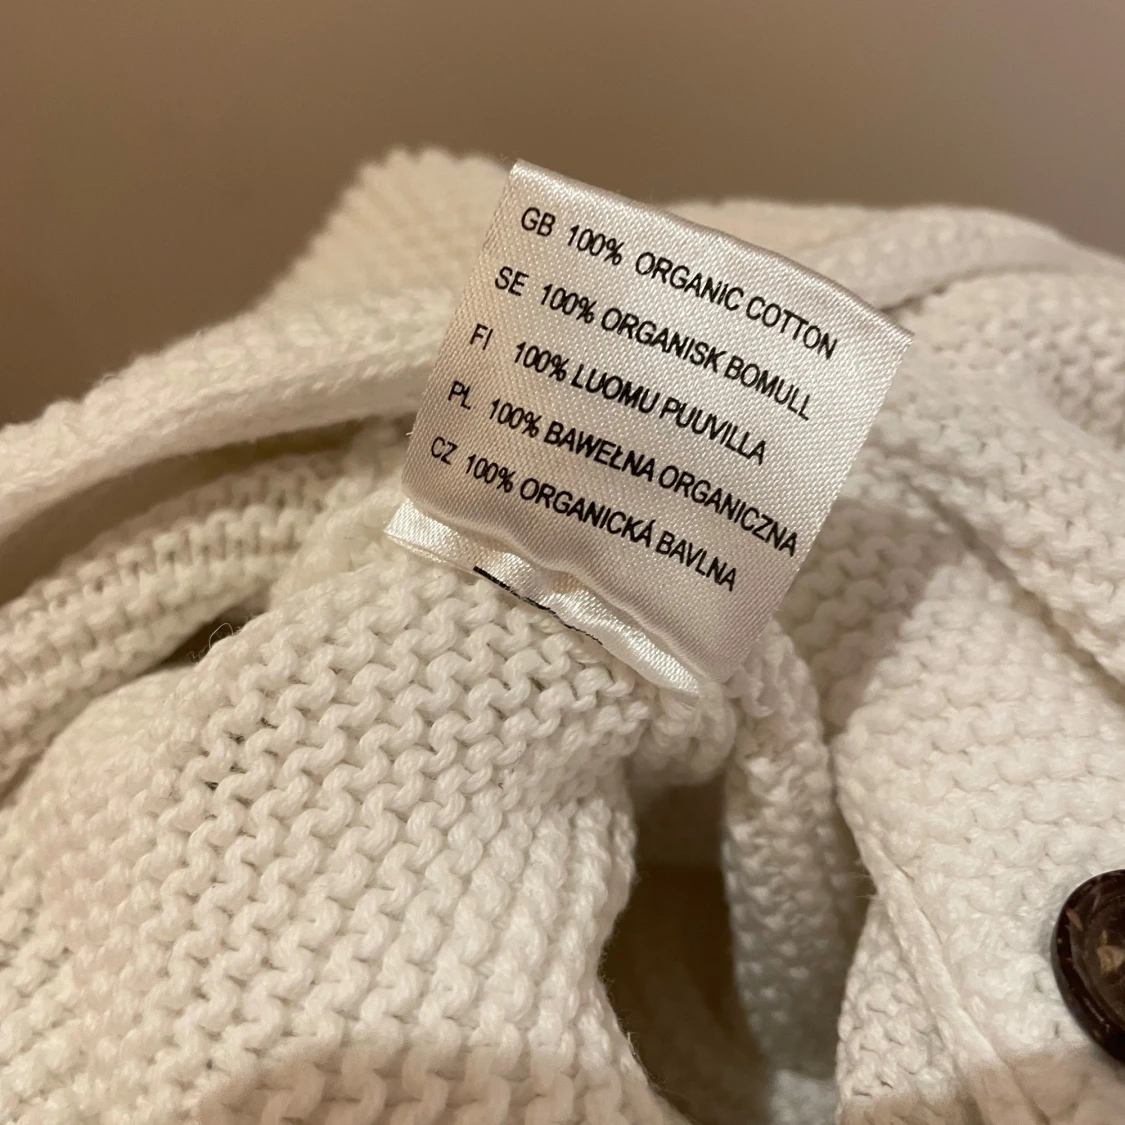 GB 100% ORGANIC COTTON
SE 100% ORGANISK BOMULL
FI 100% LUOMU PUUVILLA
PL 100% BAWEŁNA ORGANICZNA
CZ 100% ORGANICKÁ BAVLNA